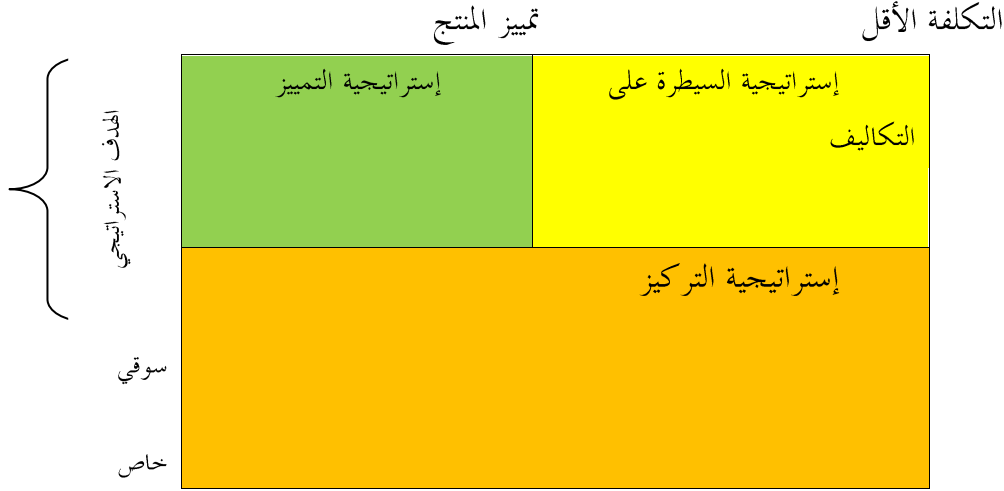 التكلفة الأقل
تمييز المنتج
إستراتيجية السيطرة على
التكاليف
إستراتيجية التمييز
الهدف الاستراتيجي
إستراتيجية التركيز
سوقي
خاص